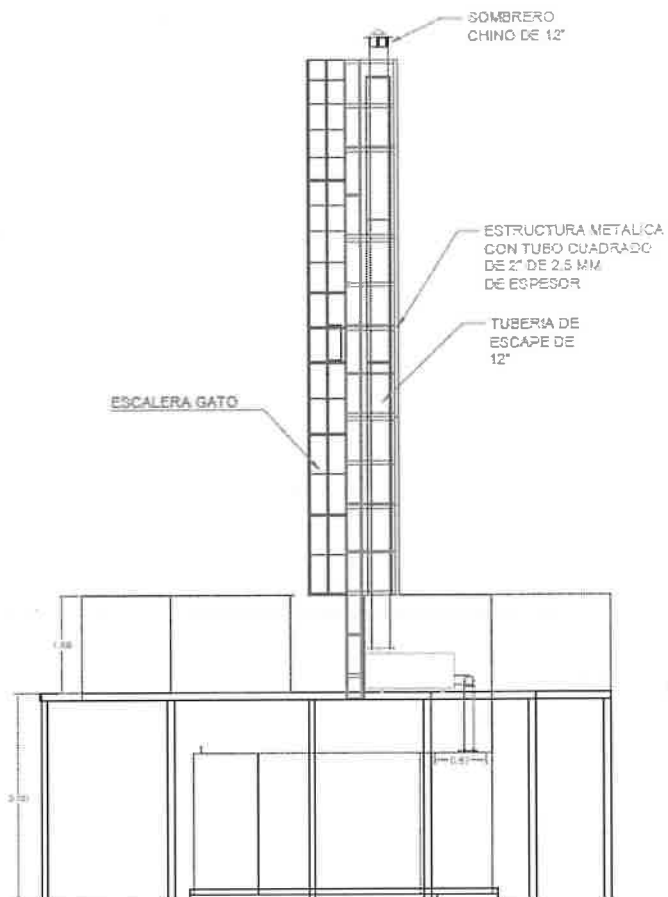 SOMBRERO
CHINO DE 12"
ESTRUCTURA METALICA
CON TUBO CUADRADO
DE 2" DE 2.5 MM
DE ESPESOR
TUBERIA DE
ESCAPE DE
12"
ESCALERA GATO